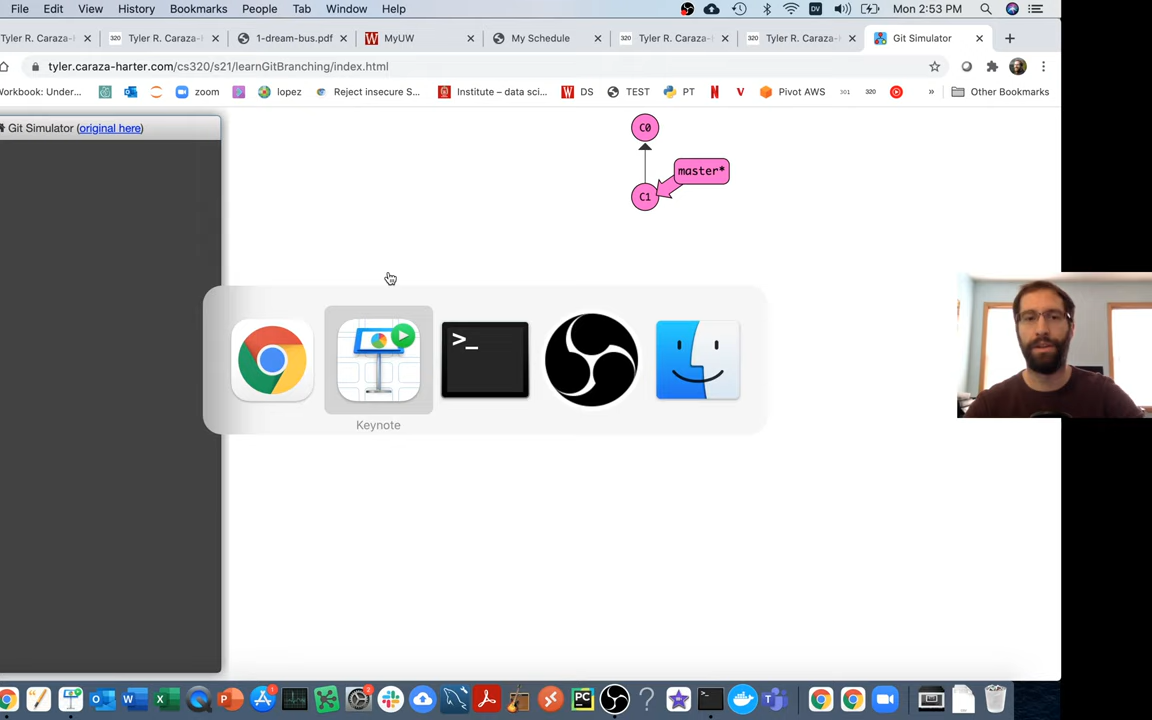 File Edit View History Bookmarks People Tab Window Help DV Mon 2:53 PM
Tyler R. Caraza- Tyler R. Caraza-H 1-dream-bus.pdf MyUW My Schedule Tyler R. Caraza- Tyler R. Caraza-H Git Simulator
tyler.caraza-harter.com/cs320/s21/learnGitBranching/index.html
Workbook: Under... zoom lopez Reject insecure S... Institute – data sci... DS TEST PT Pivot AWS 301 320 » Other Bookmarks
Git Simulator (original here)
C0
master*
C1
Keynote